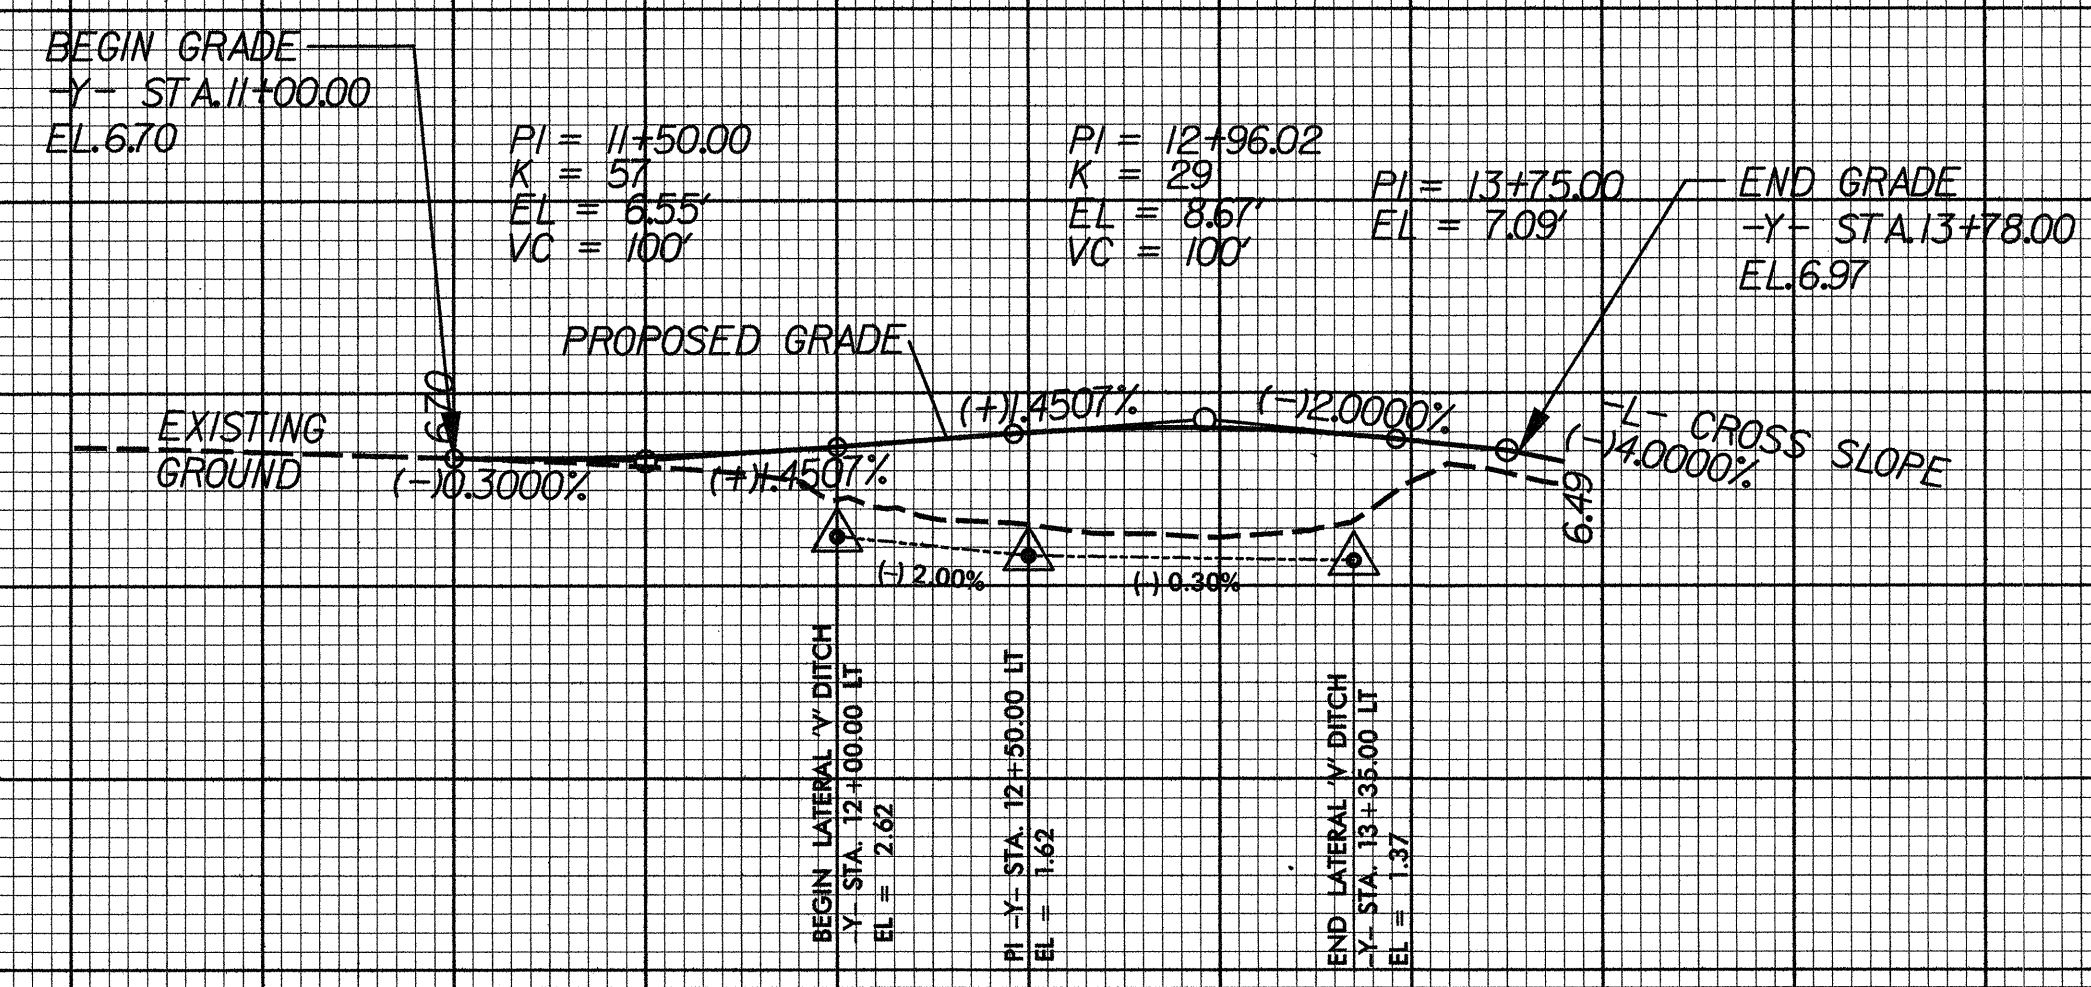 BEGIN GRADE
-Y- STA.11+00.00
EL.6.70
PI = 11+50.00
K = 57
EL = 6.55'
VC = 100'
PI = 12+96.02
K = 29
EL = 8.67'
VC = 100'
PI = 13+75.00
EL = 7.09'
END GRADE
-Y- STA.13+78.00
EL.6.97
PROPOSED GRADE
6.70
EXISTING
GROUND
(-)0.3000%
(+)1.4507%
(+)1.4507%
(-)2.0000%
-L- CROSS SLOPE
(-)4.0000%
6.49
(-) 2.00%
(-) 0.30%
BEGIN LATERAL 'V' DITCH
-Y- STA. 12+00.00 LT
EL = 2.62
PI -Y- STA. 12+50.00 LT
EL = 1.62
END LATERAL 'V' DITCH
-Y- STA. 13+35.00 LT
EL = 1.37